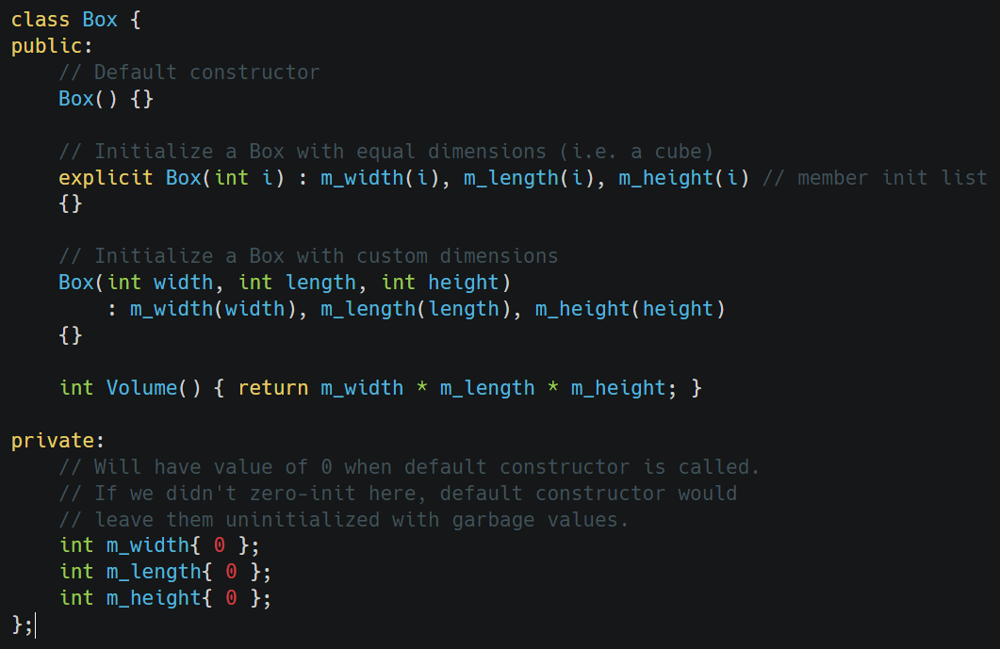 class Box {
public:
    // Default constructor
    Box() {}

    // Initialize a Box with equal dimensions (i.e. a cube)
    explicit Box(int i) : m_width(i), m_length(i), m_height(i) // member init list
    {}

    // Initialize a Box with custom dimensions
    Box(int width, int length, int height)
        : m_width(width), m_length(length), m_height(height)
    {}

    int Volume() { return m_width * m_length * m_height; }

private:
    // Will have value of 0 when default constructor is called.
    // If we didn't zero-init here, default constructor would
    // leave them uninitialized with garbage values.
    int m_width{ 0 };
    int m_length{ 0 };
    int m_height{ 0 };
};